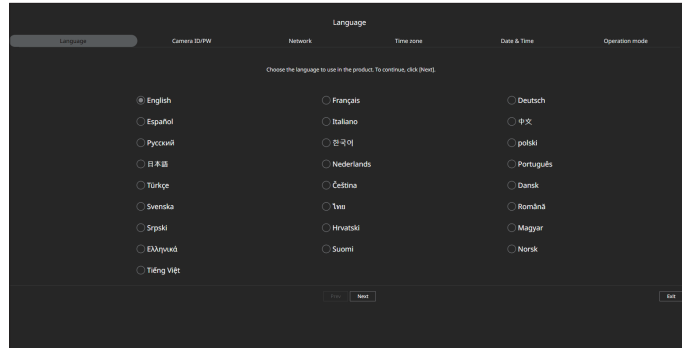 Language
Language Camera ID/PW Network Time zone Date & Time Operation mode
Choose the language to use in the product. To continue, click [Next].
English Français Deutsch
Español Italiano 中文
Русский 한국어 polski
日本語 Nederlands Português
Türkçe Čeština Dansk
Svenska ไทย Română
Srpski Hrvatski Magyar
Ελληνικά Suomi Norsk
Tiếng Việt
Prev Next Exit